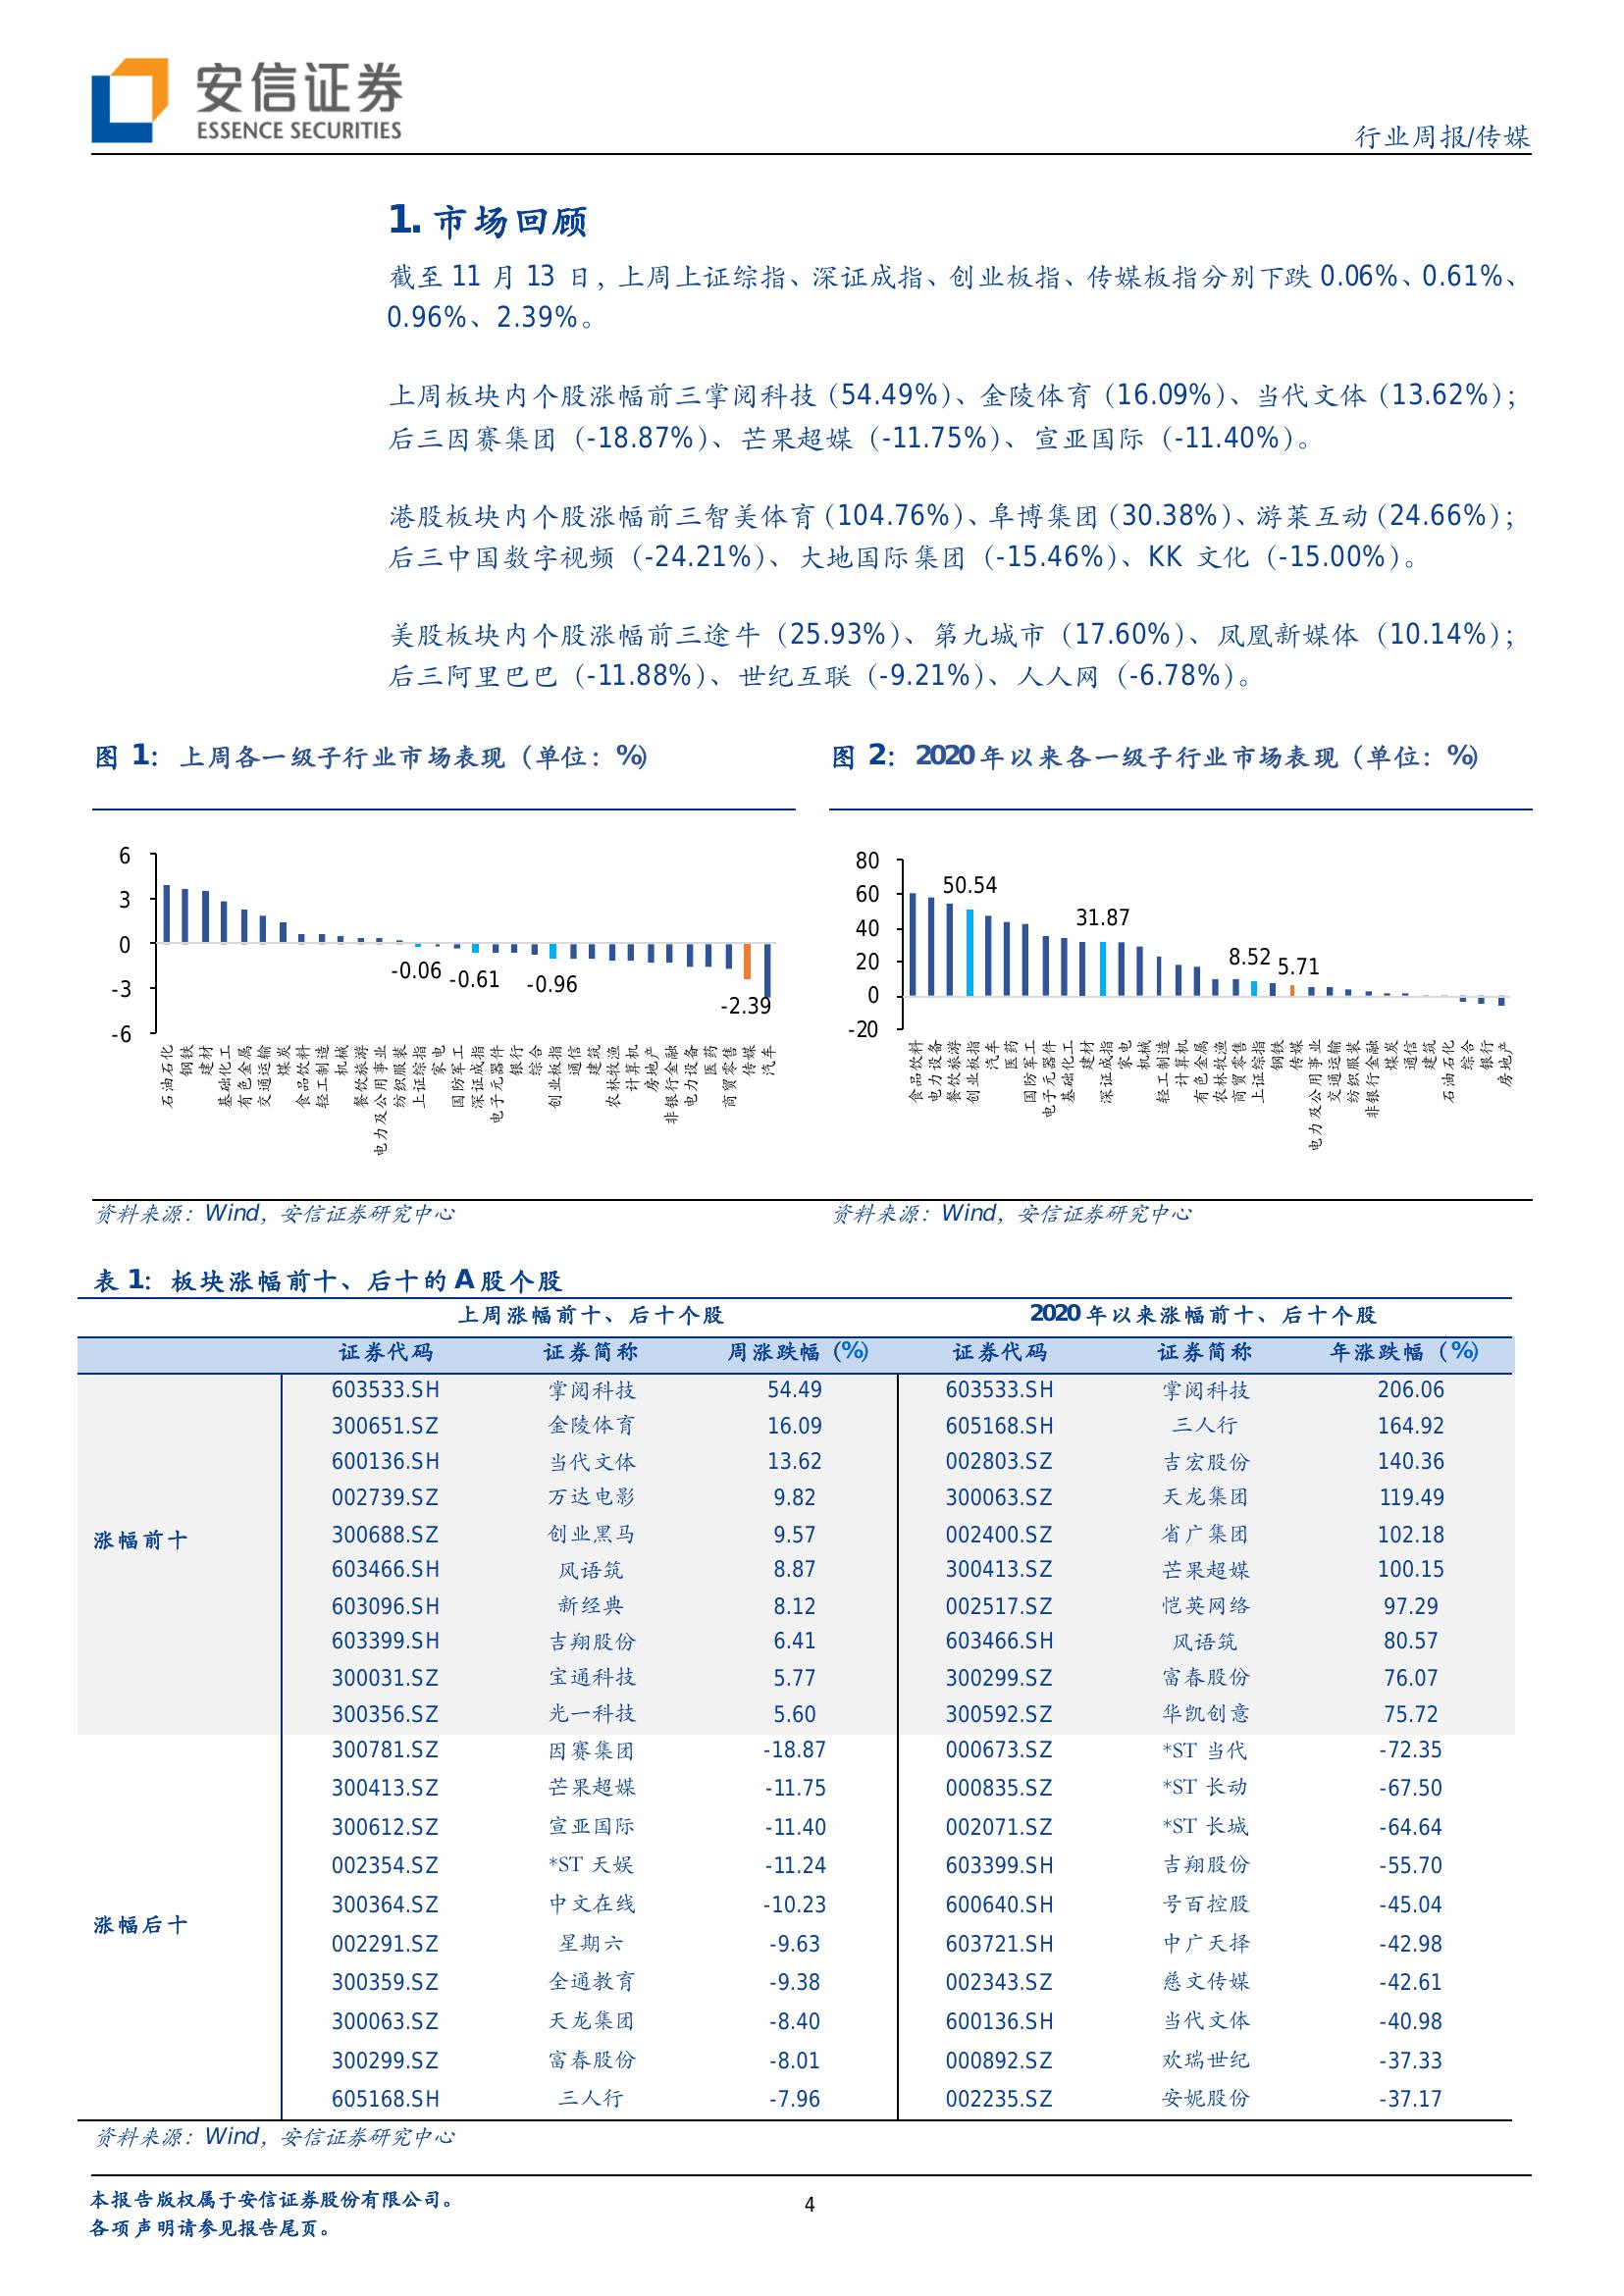 安信证券
ESSENCE SECURITIES
行业周报/传媒
1. 市场回顾
截至 11 月 13 日，上周上证综指、深证成指、创业板指、传媒板指分别下跌 0.06%、0.61%、
0.96%、2.39%。
上周板块内个股涨幅前三掌阅科技（54.49%）、金陵体育（16.09%）、当代文体（13.62%）；
后三因赛集团（-18.87%）、芒果超媒（-11.75%）、宣亚国际（-11.40%）。
港股板块内个股涨幅前三智美体育（104.76%）、阜博集团（30.38%）、游莱互动（24.66%）；
后三中国数字视频（-24.21%）、大地国际集团（-15.46%）、KK 文化（-15.00%）。
美股板块内个股涨幅前三途牛（25.93%）、第九城市（17.60%）、凤凰新媒体（10.14%）；
后三阿里巴巴（-11.88%）、世纪互联（-9.21%）、人人网（-6.78%）。
图 1：上周各一级子行业市场表现（单位：%）
6
3
0
-3
-6
-0.06
-0.61
-0.96
-2.39
石油石化
钢铁
建材
基础化工
有色金属
交通运输
煤炭
食品饮料
轻工制造
机械
餐饮旅游
电力及公用事业
纺织服装
上证综指
家电
国防军工
深证成指
电子元器件
银行
综合
创业板指
通信
建筑
农林牧渔
计算机
房地产
非银行金融
电力设备
医药
商贸零售
传媒
汽车
图 2：2020 年以来各一级子行业市场表现（单位：%）
80
60
40
20
0
-20
50.54
31.87
8.52
5.71
食品饮料
电力设备
餐饮旅游
创业板指
汽车
医药
国防军工
电子元器件
基础化工
建材
深证成指
家电
机械
轻工制造
计算机
有色金属
农林牧渔
商贸零售
上证综指
钢铁
传媒
电力及公用事业
交通运输
纺织服装
非银行金融
煤炭
通信
建筑
石油石化
综合
银行
房地产
资料来源：Wind，安信证券研究中心
资料来源：Wind，安信证券研究中心
表 1：板块涨幅前十、后十的 A 股个股
上周涨幅前十、后十个股 2020 年以来涨幅前十、后十个股
证券代码 证券简称 周涨跌幅（%） 证券代码 证券简称 年涨跌幅（%）
603533.SH 掌阅科技 54.49 603533.SH 掌阅科技 206.06
300651.SZ 金陵体育 16.09 605168.SH 三人行 164.92
600136.SH 当代文体 13.62 002803.SZ 吉宏股份 140.36
002739.SZ 万达电影 9.82 300063.SZ 天龙集团 119.49
涨幅前十 300688.SZ 创业黑马 9.57 002400.SZ 省广集团 102.18
603466.SH 风语筑 8.87 300413.SZ 芒果超媒 100.15
603096.SH 新经典 8.12 002517.SZ 恺英网络 97.29
603399.SH 吉翔股份 6.41 603466.SH 风语筑 80.57
300031.SZ 宝通科技 5.77 300299.SZ 富春股份 76.07
300356.SZ 光一科技 5.60 300592.SZ 华凯创意 75.72
300781.SZ 因赛集团 -18.87 000673.SZ *ST 当代 -72.35
300413.SZ 芒果超媒 -11.75 000835.SZ *ST 长动 -67.50
300612.SZ 宣亚国际 -11.40 002071.SZ *ST 长城 -64.64
002354.SZ *ST 天娱 -11.24 603399.SH 吉翔股份 -55.70
涨幅后十 300364.SZ 中文在线 -10.23 600640.SH 号百控股 -45.04
002291.SZ 星期六 -9.63 603721.SH 中广天择 -42.98
300359.SZ 全通教育 -9.38 002343.SZ 慈文传媒 -42.61
300063.SZ 天龙集团 -8.40 600136.SH 当代文体 -40.98
300299.SZ 富春股份 -8.01 000892.SZ 欢瑞世纪 -37.33
605168.SH 三人行 -7.96 002235.SZ 安妮股份 -37.17
资料来源：Wind，安信证券研究中心
本报告版权属于安信证券股份有限公司。
各项声明请参见报告尾页。
4